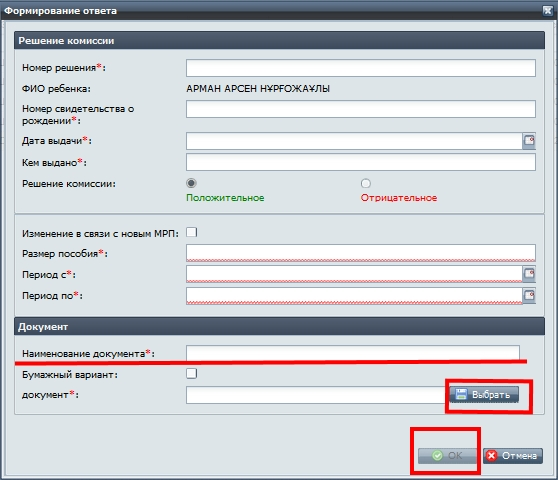 Формирование ответа
Решение комиссии
Номер решения*:
ФИО ребенка: АРМАН АРСЕН НҰРҒОЖАҰЛЫ
Номер свидетельства о
рождении*:
Дата выдачи*:
Кем выдано*:
Решение комиссии:
Положительное Отрицательное
Изменение в связи с новым МРП:
Размер пособия*:
Период с*:
Период по*:
Документ
Наименование документа*:
Бумажный вариант:
документ*: Выбрать
OK Отмена